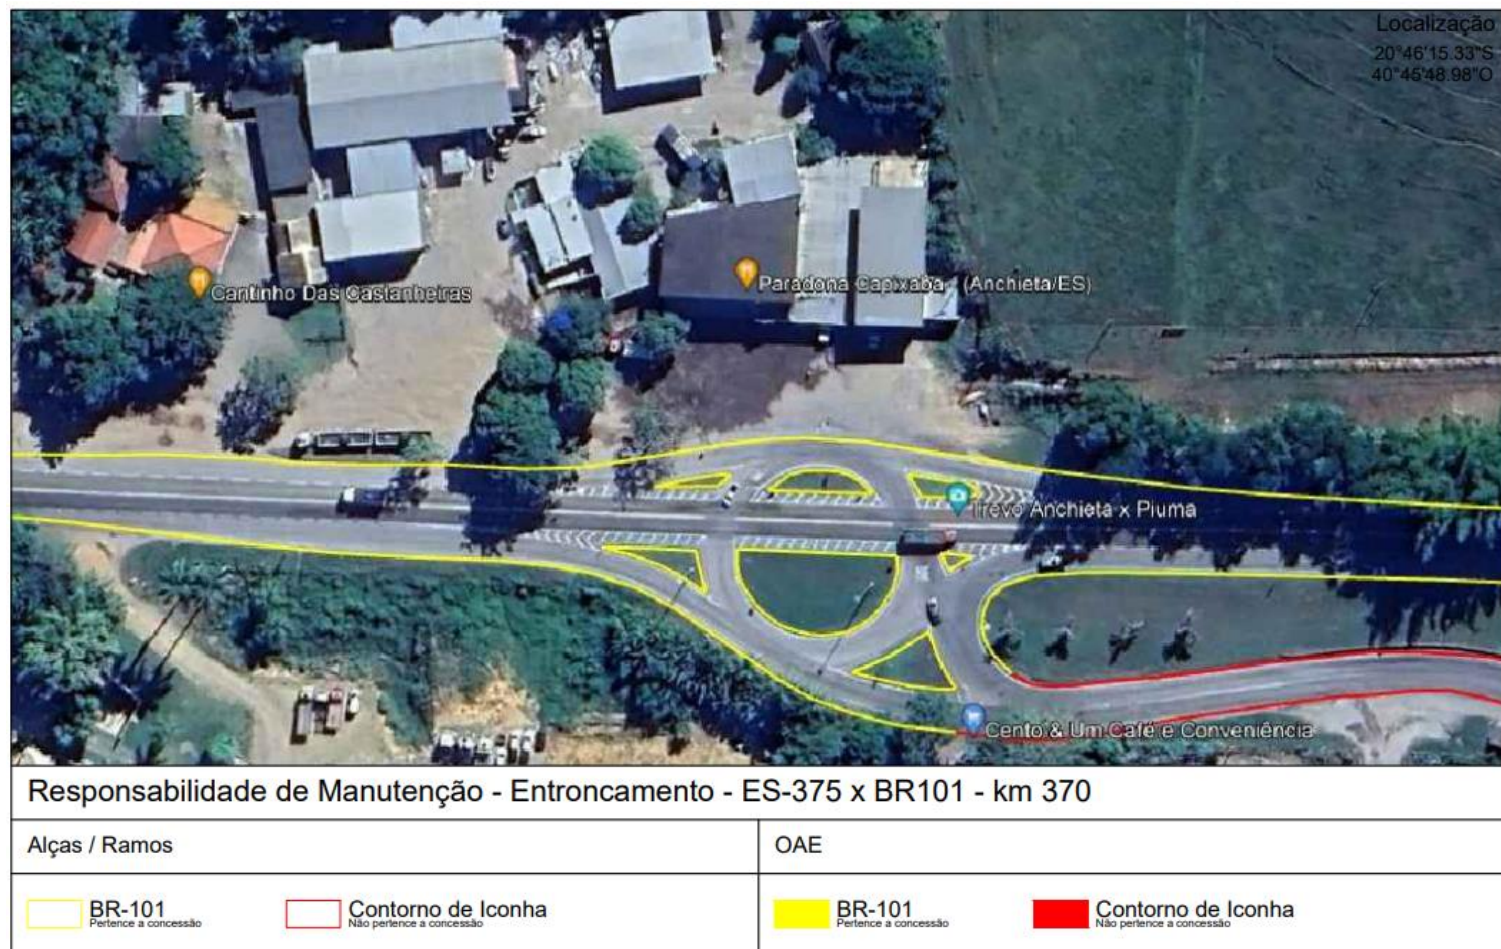 Localização
20°46'15.33"S
40°45'48.98"O
Cantinho Das Castanheiras
Paradona Capixaba - (Anchieta/ES)
Trevo Anchieta x Piuma
Cento & Um Café e Conveniência
Responsabilidade de Manutenção - Entroncamento - ES-375 x BR101 - km 370
Alças / Ramos
OAE
BR-101
Pertence a concessão
Contorno de Iconha
Não pertence a concessão
BR-101
Pertence a concessão
Contorno de Iconha
Não pertence a concessão